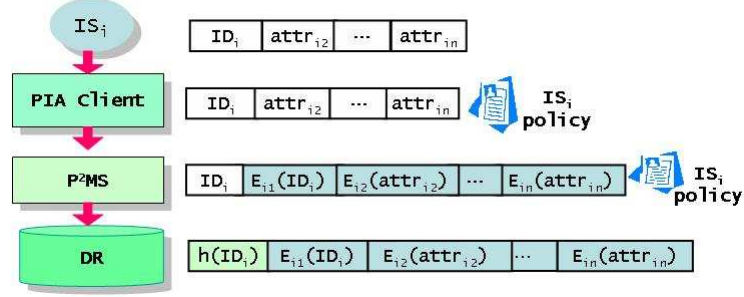 ISᵢ
IDᵢ attrᵢ₂ ... attrᵢₙ
PIA Client
IDᵢ attrᵢ₂ ... attrᵢₙ
ISᵢ
policy
P²MS
IDᵢ Eᵢ₁(IDᵢ) Eᵢ₂(attrᵢ₂) ... Eᵢₙ(attrᵢₙ)
ISᵢ
policy
DR
h(IDᵢ) Eᵢ₁(IDᵢ) Eᵢ₂(attrᵢ₂) ... Eᵢₙ(attrᵢₙ)